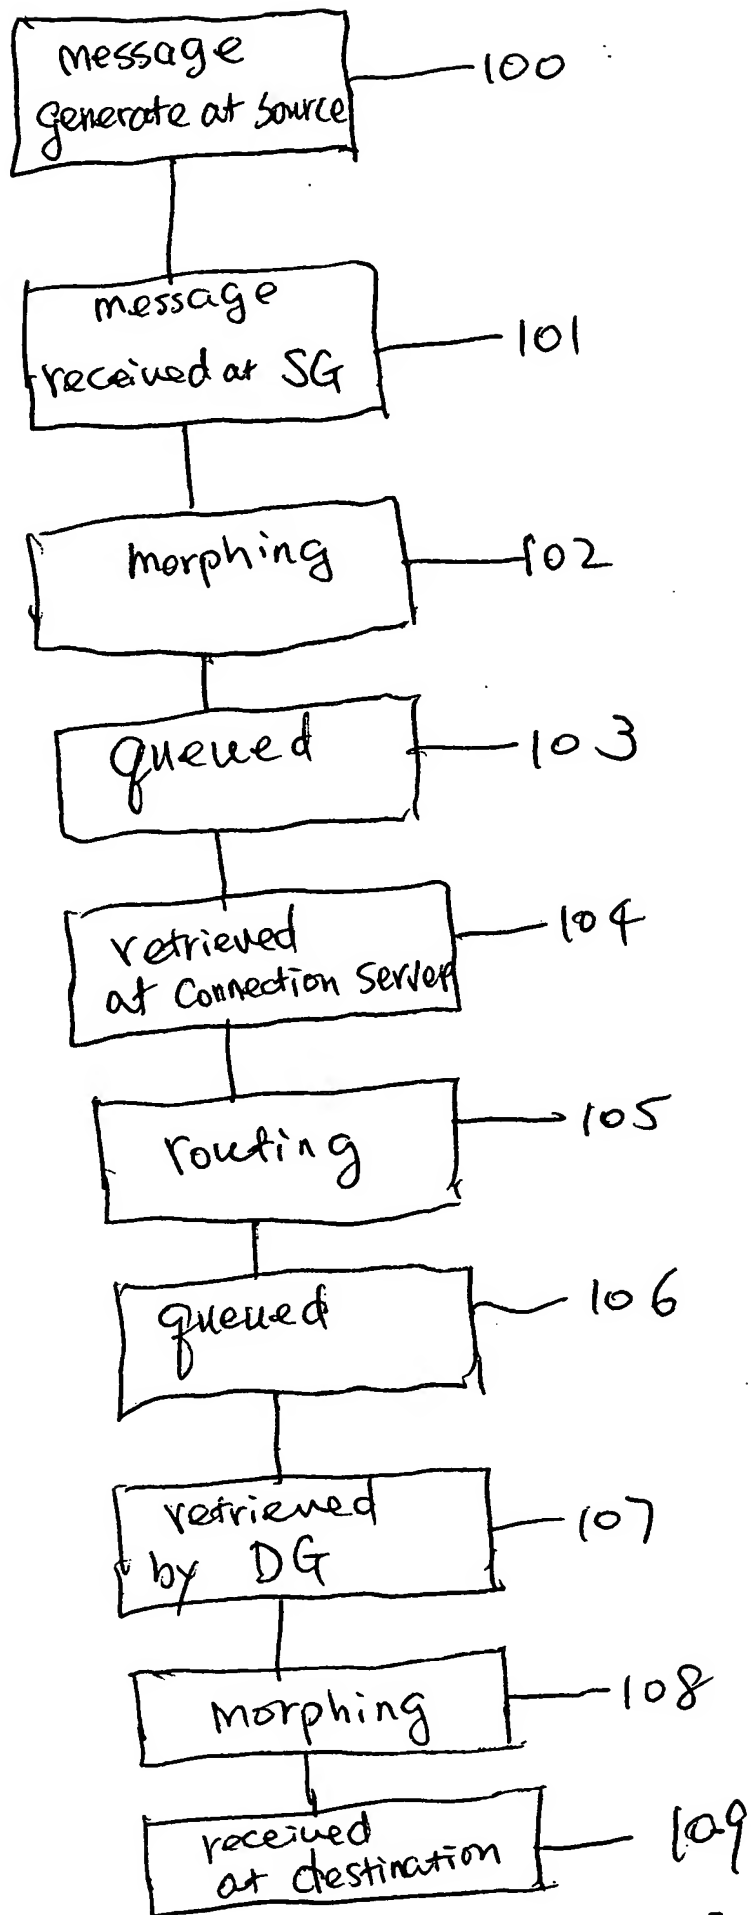 message
generate at source
100
message
received at SG
101
morphing
102
queued
103
retrieved
at Connection Server
104
routing
105
queued
106
retrieved
by DG
107
morphing
108
received
at destination
109